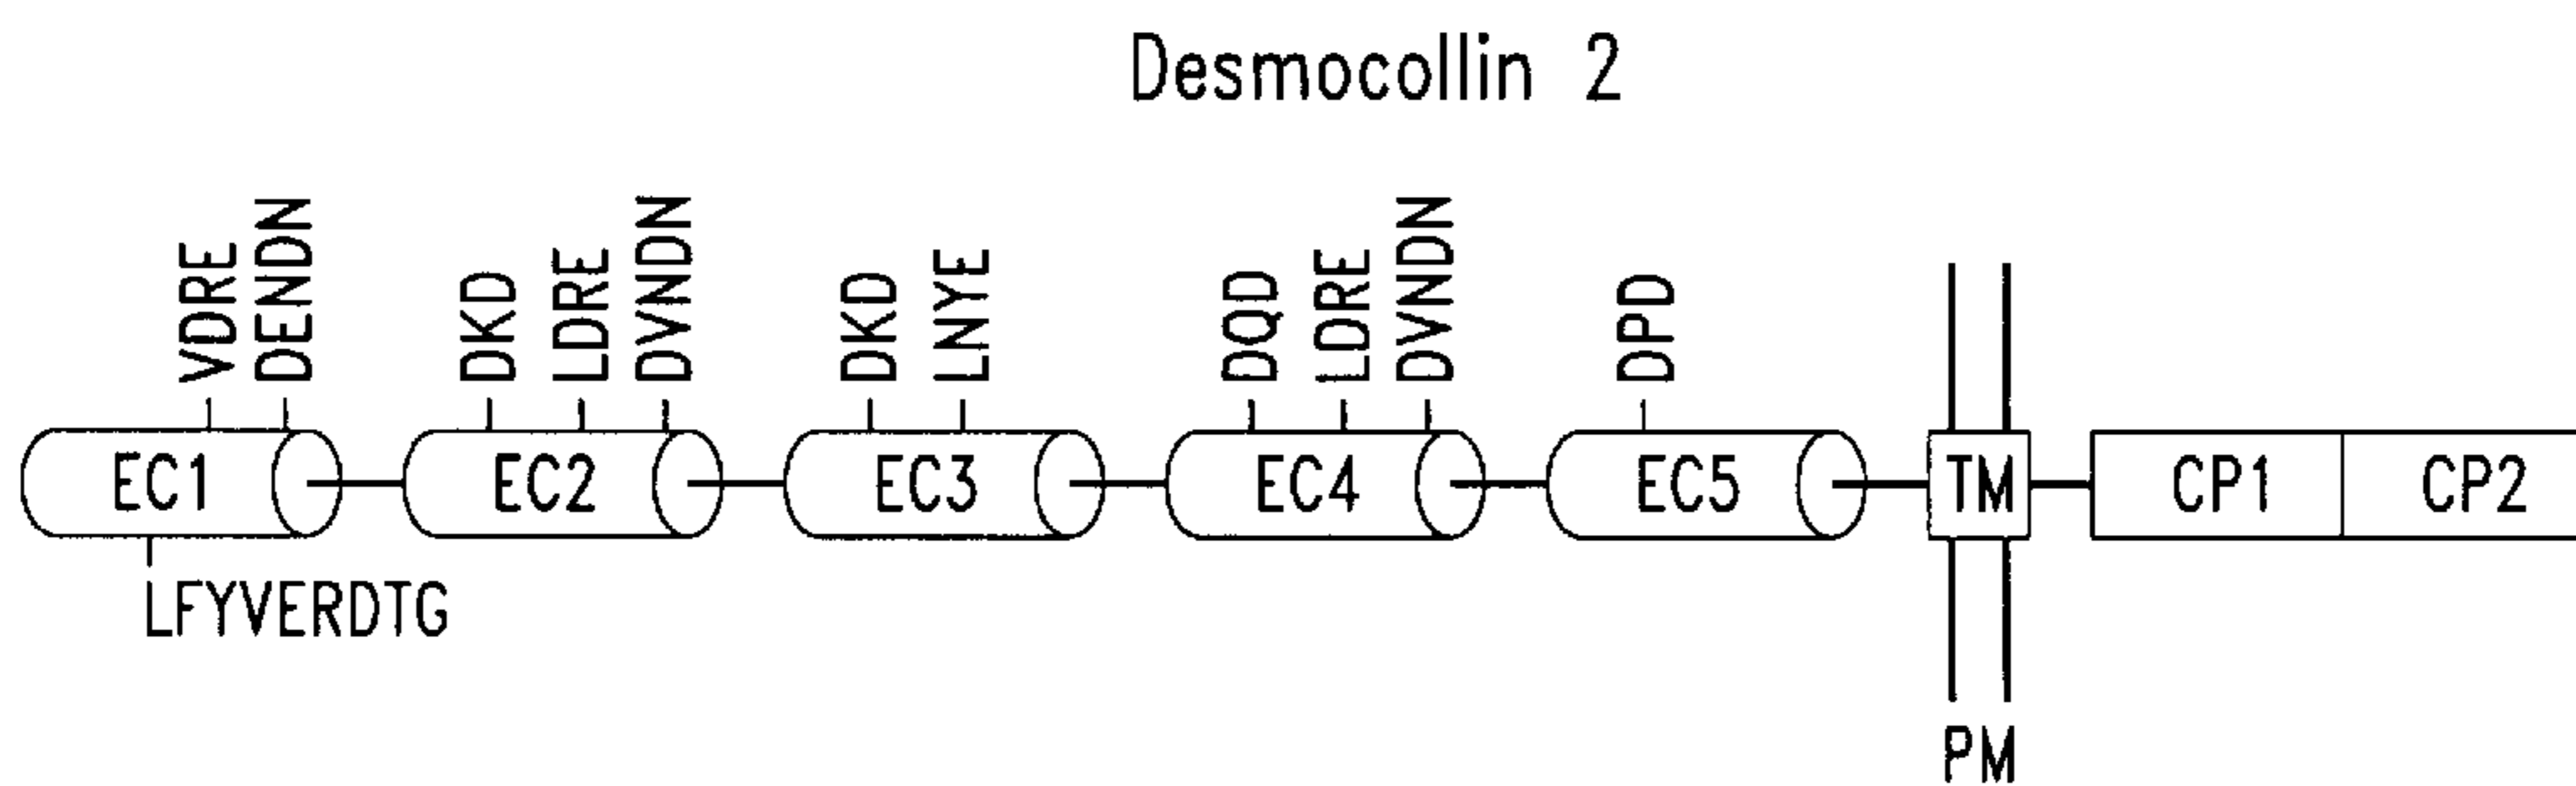 Desmocollin 2
VDRE
DENDN
DKD
LDRE
DVNDN
DKD
LNYE
DQD
LDRE
DVNDN
DPD
EC1
EC2
EC3
EC4
EC5
TM
CP1
CP2
LFYVERDTG
PM